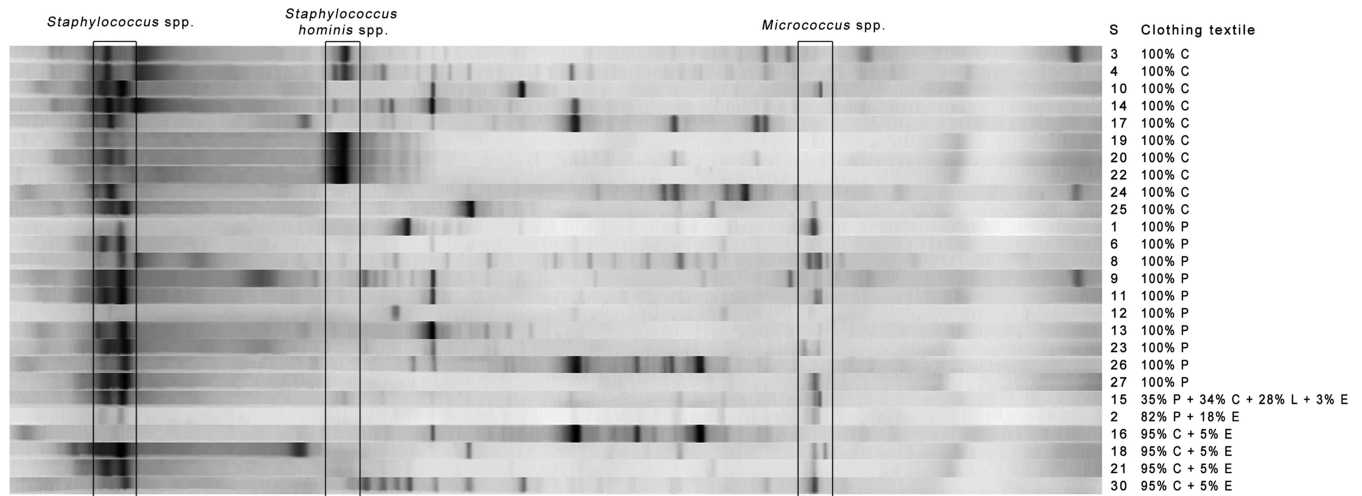 Staphylococcus spp.
Staphylococcus
hominis spp.
Micrococcus spp.
S Clothing textile
3 100% C
4 100% C
10 100% C
14 100% C
17 100% C
19 100% C
20 100% C
22 100% C
24 100% C
25 100% C
1 100% P
6 100% P
8 100% P
9 100% P
11 100% P
12 100% P
13 100% P
23 100% P
26 100% P
27 100% P
15 35% P + 34% C + 28% L + 3% E
2 82% P + 18% E
16 95% C + 5% E
18 95% C + 5% E
21 95% C + 5% E
30 95% C + 5% E